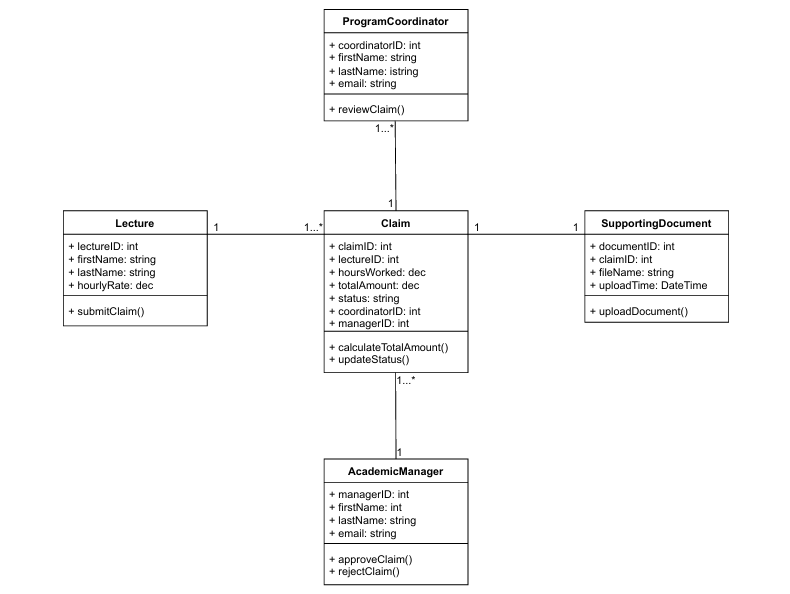 ProgramCoordinator
+ coordinatorID: int
+ firstName: string
+ lastName: istring
+ email: string
+ reviewClaim()
1...*
1
Lecture
+ lectureID: int
+ firstName: string
+ lastName: string
+ hourlyRate: dec
+ submitClaim()
1
1...*
Claim
+ claimID: int
+ lectureID: int
+ hoursWorked: dec
+ totalAmount: dec
+ status: string
+ coordinatorID: int
+ managerID: int
+ calculateTotalAmount()
+ updateStatus()
1
1
SupportingDocument
+ documentID: int
+ claimID: int
+ fileName: string
+ uploadTime: DateTime
+ uploadDocument()
1...*
1
AcademicManager
+ managerID: int
+ firstName: int
+ lastName: string
+ email: string
+ approveClaim()
+ rejectClaim()